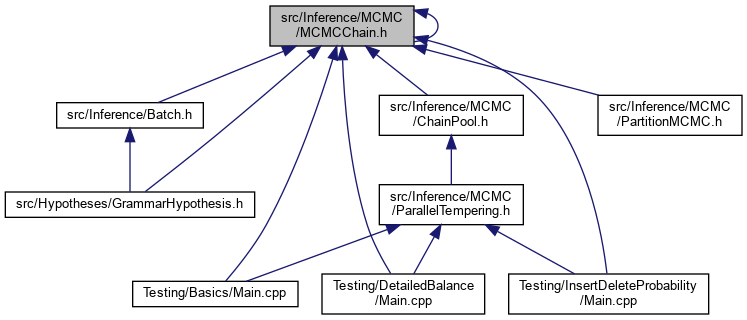 src/Inference/MCMC
/MCMCChain.h
src/Inference/Batch.h
src/Inference/MCMC
/ChainPool.h
src/Inference/MCMC
/PartitionMCMC.h
src/Hypotheses/GrammarHypothesis.h
src/Inference/MCMC
/ParallelTempering.h
Testing/Basics/Main.cpp
Testing/DetailedBalance
/Main.cpp
Testing/InsertDeleteProbability
/Main.cpp